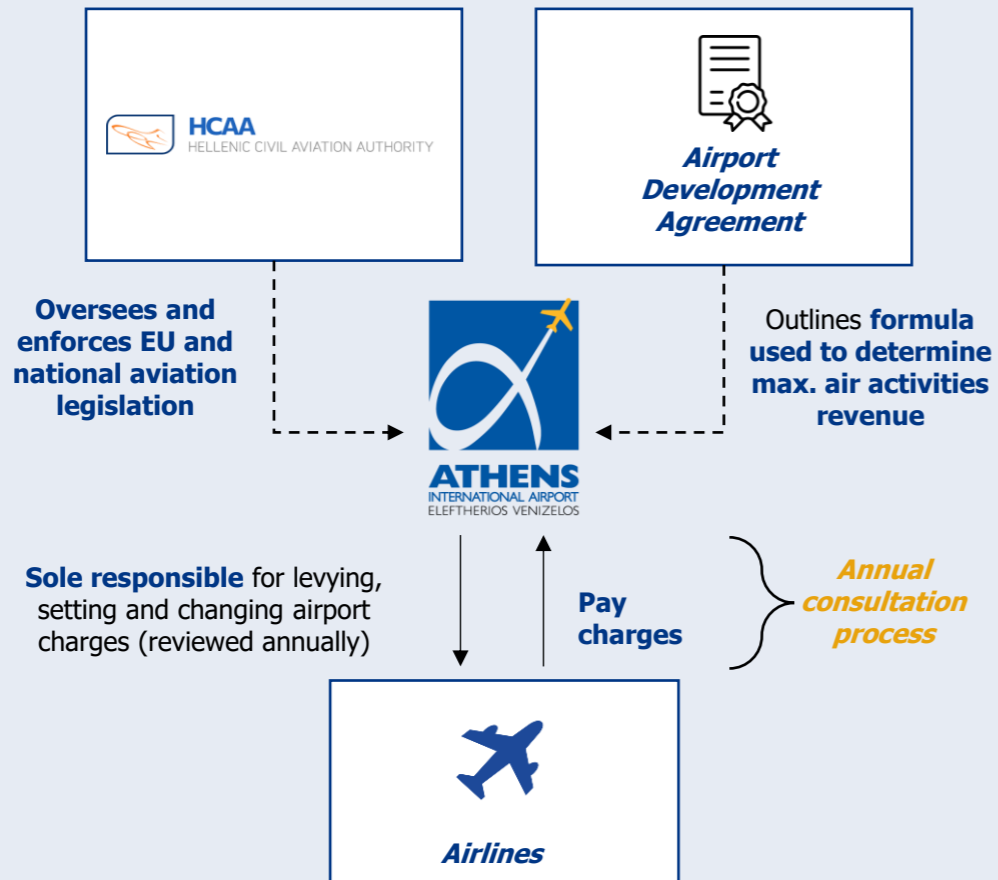 HCAA
HELLENIC CIVIL AVIATION AUTHORITY
Airport
Development
Agreement
Oversees and
enforces EU and
national aviation
legislation
Outlines formula
used to determine
max. air activities
revenue
ATHENS
INTERNATIONAL AIRPORT
ELEFTHERIOS VENIZELOS
Sole responsible for levying,
setting and changing airport
charges (reviewed annually)
Pay
charges
Annual
consultation
process
Airlines